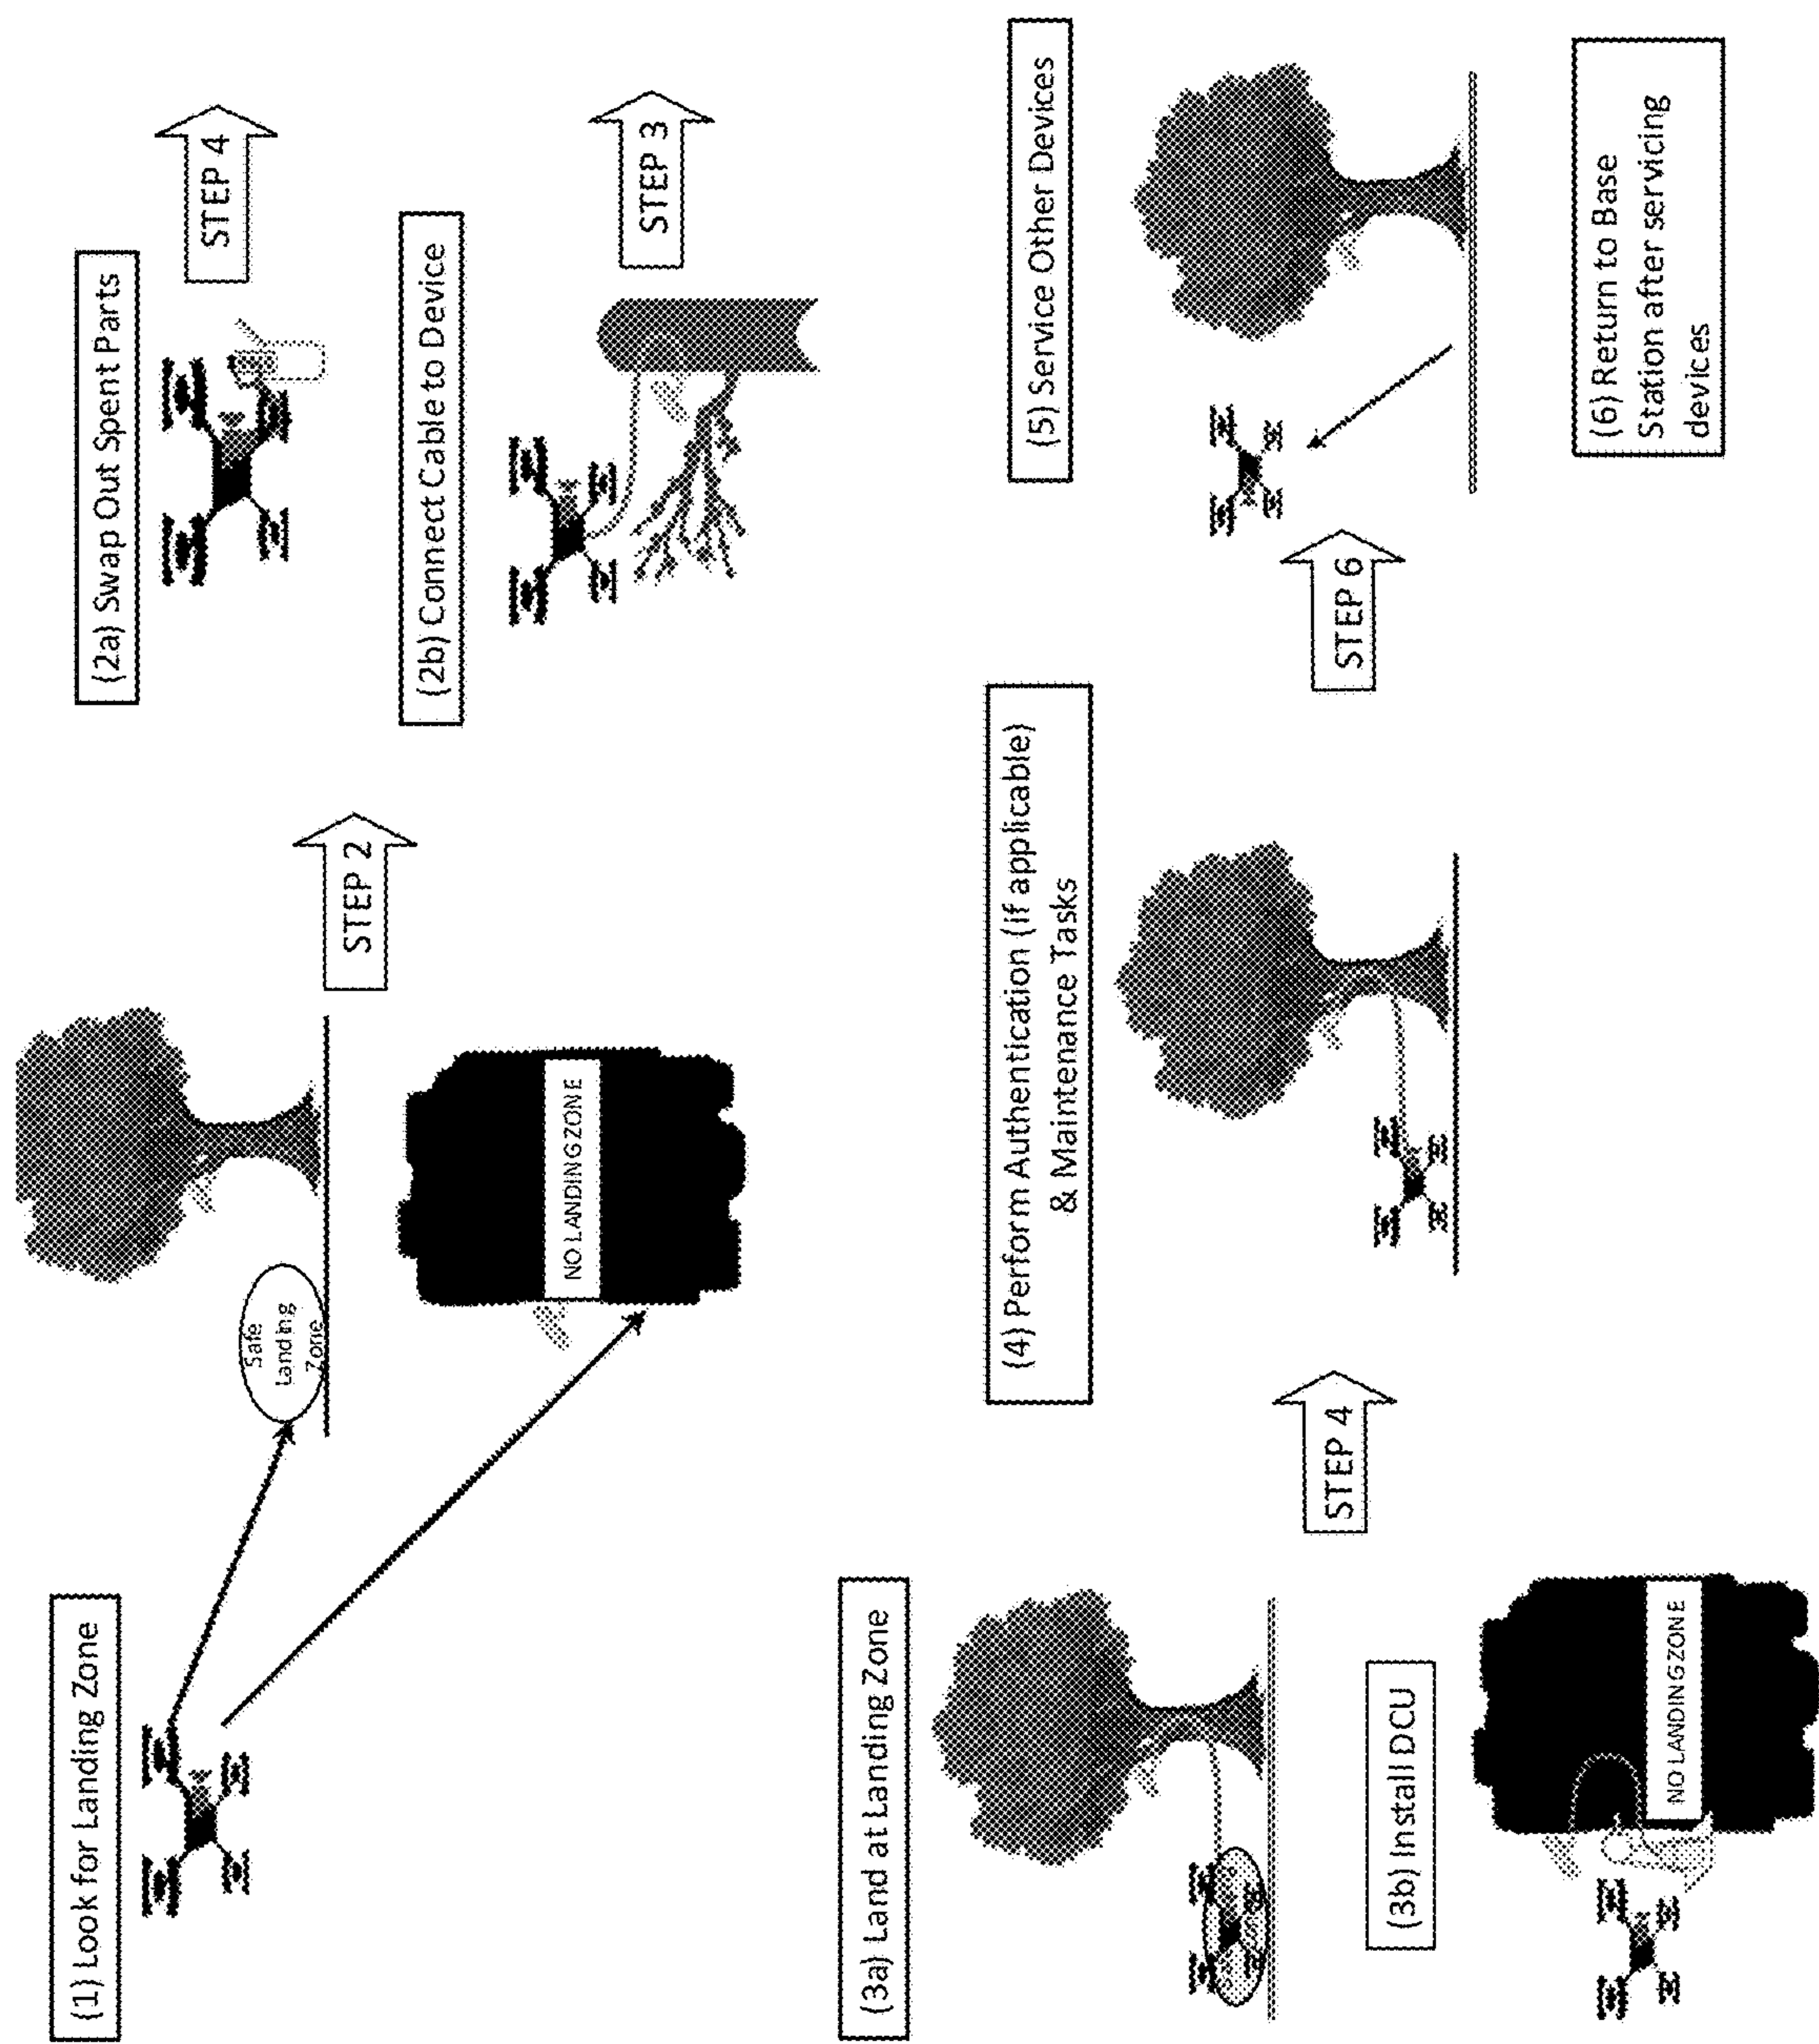 (1) Look for Landing Zone
Safe
Landing
Zone
NO LANDING ZONE
STEP 2
(2a) Swap Out Spent Parts
STEP 4
(2b) Connect Cable to Device
STEP 3
(3a) Land at Landing Zone
(3b) Install DCU
NO LANDING ZONE
STEP 4
(4) Perform Authentication (if applicable)
& Maintenance Tasks
STEP 6
(5) Service Other Devices
(6) Return to Base
Station after servicing
devices